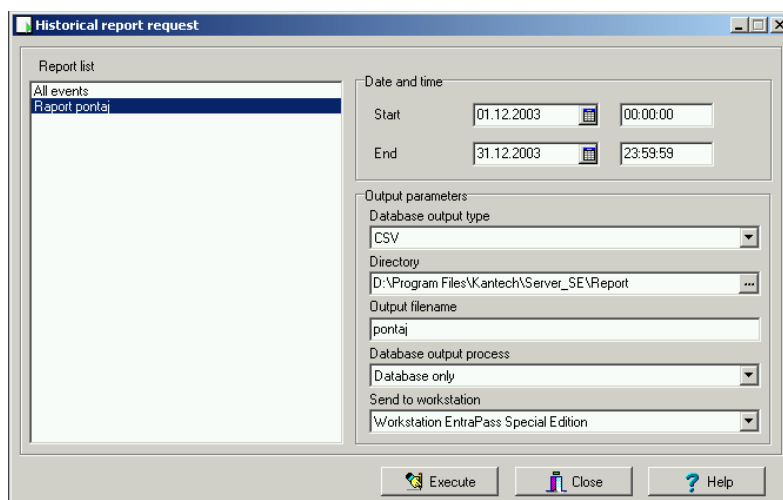 Historical report request
Report list
All events
Raport pontaj
Date and time
Start 01.12.2003 00:00:00
End 31.12.2003 23:59:59
Output parameters
Database output type
CSV
Directory
D:\Program Files\Kantech\Server_SE\Report ...
Output filename
pontaj
Database output process
Database only
Send to workstation
Workstation EntraPass Special Edition
Execute Close Help